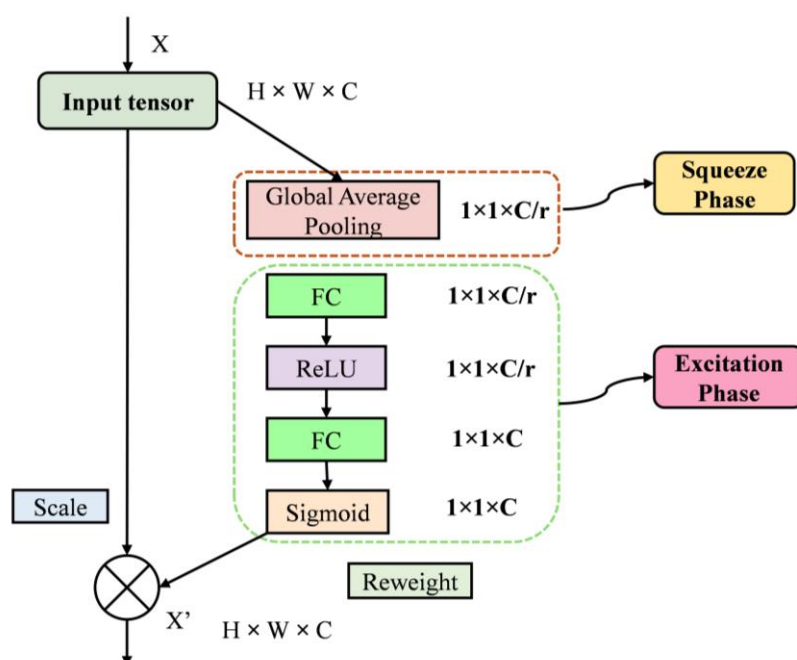 X
Input tensor
H × W × C
Global Average
Pooling
1×1×C/r
Squeeze
Phase
FC
1×1×C/r
ReLU
1×1×C/r
Excitation
Phase
FC
1×1×C
Scale
Sigmoid
1×1×C
Reweight
X’
H × W × C